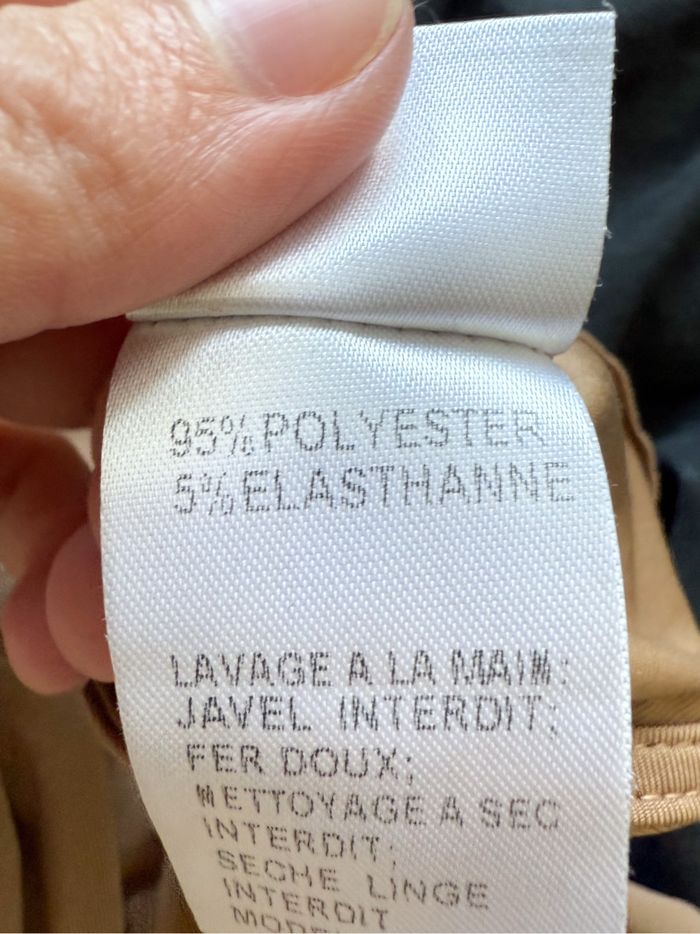 95% POLYESTER
5% ELASTHANNE
LAVAGE A LA MAIN:
JAVEL INTERDIT;
FER DOUX;
NETTOYAGE A SEC
INTERDIT;
SECHE LINGE
INTERDIT